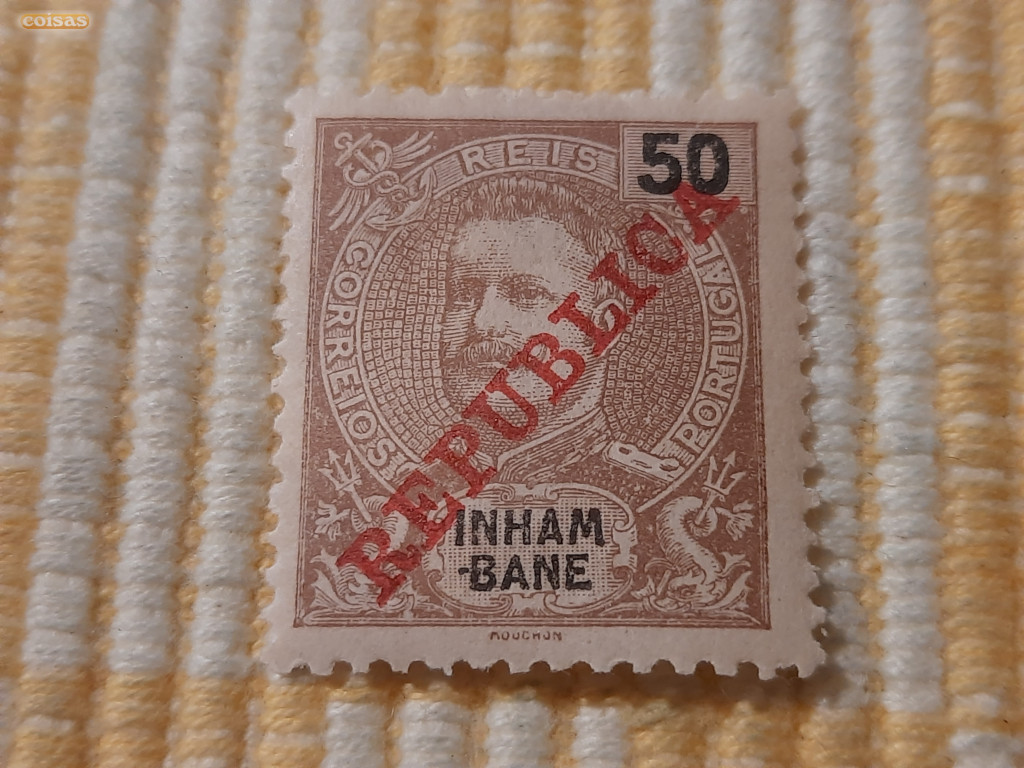 coisas
REIS
50
CORREIOS
PORTUGAL
REPUBLICA
INHAM
-BANE
MOUCHON